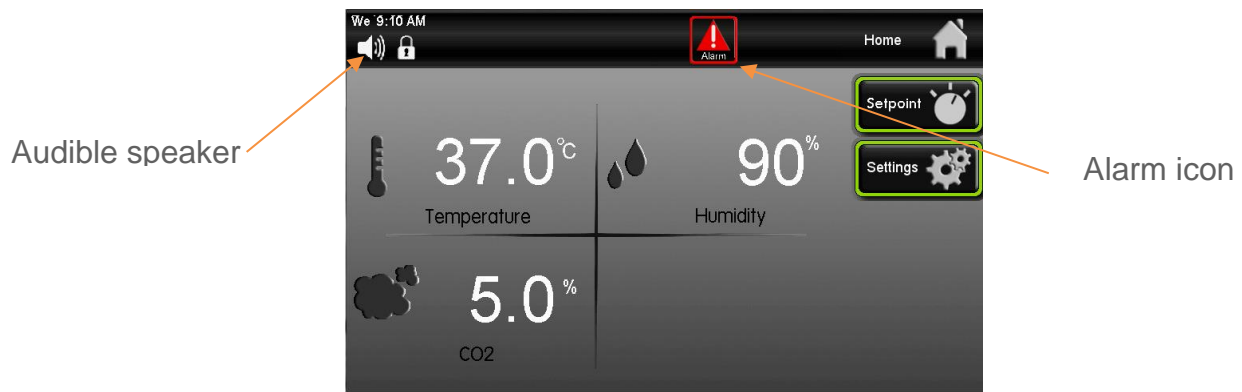 We 9:10 AM
Alarm
Home
Setpoint
Audible speaker
37.0°C
90%
Settings
Alarm icon
Temperature
Humidity
5.0%
CO2